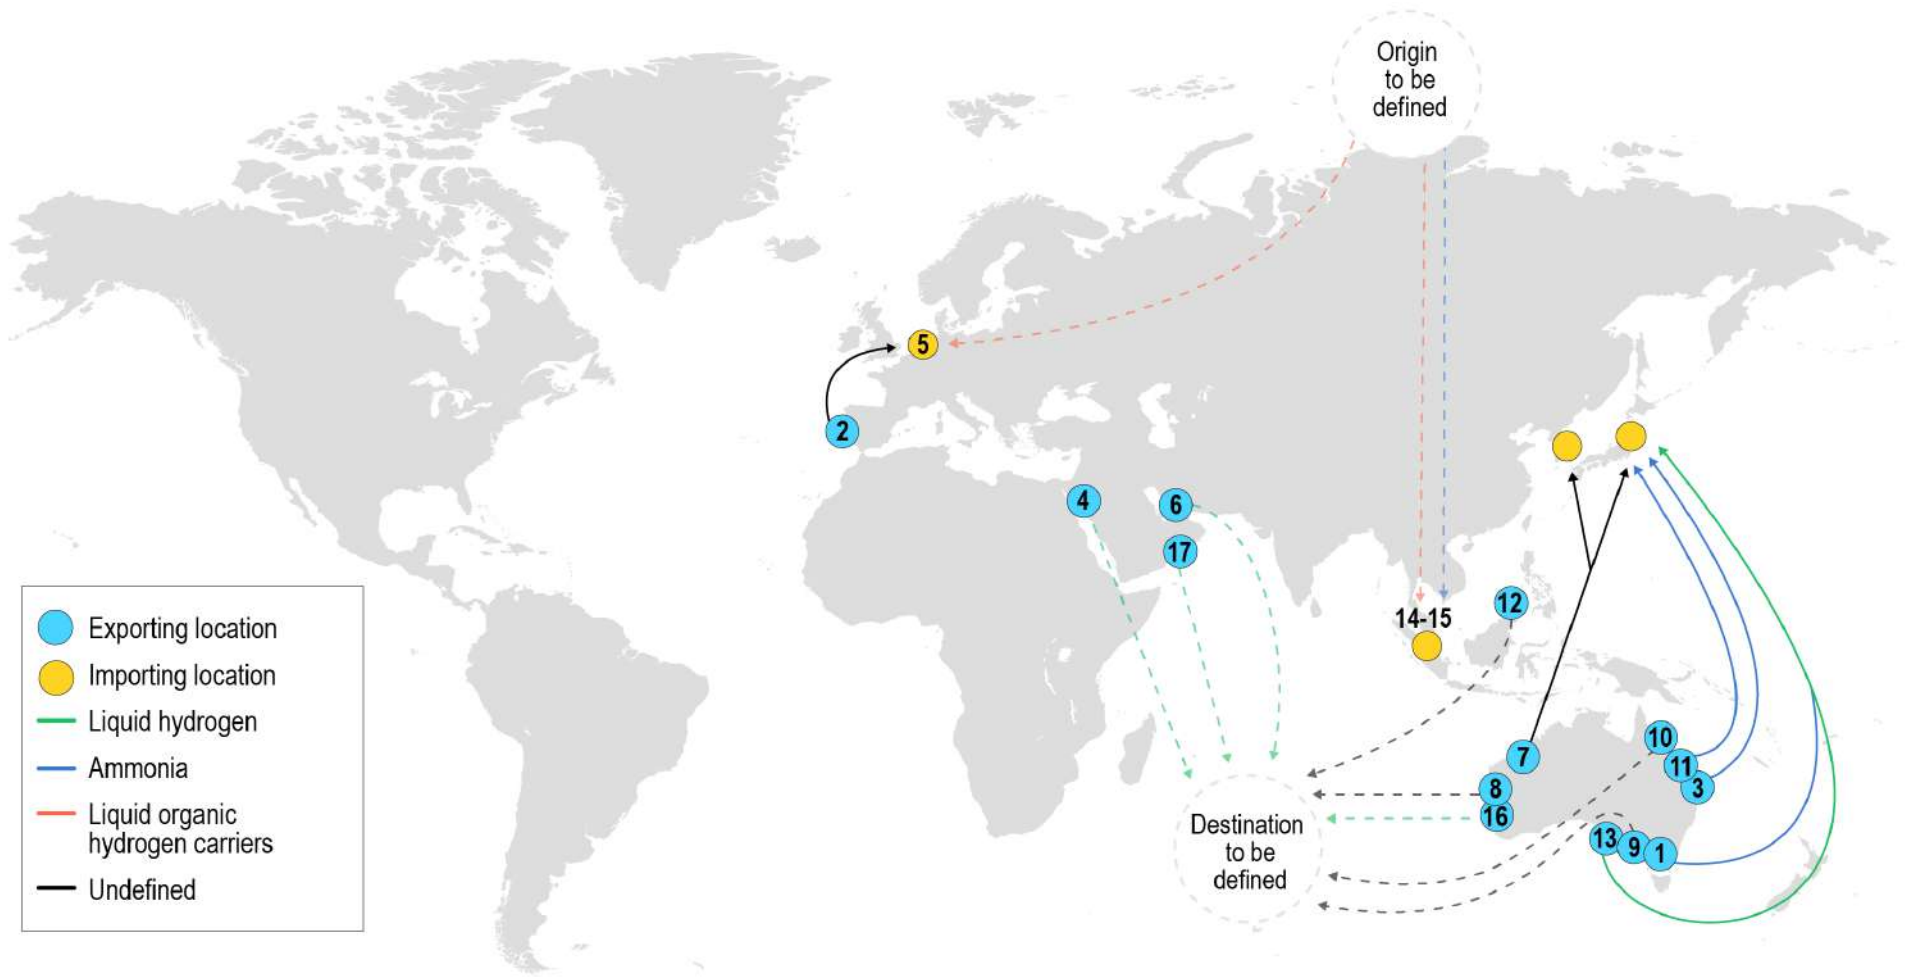 Origin
to be
defined
5
2
4
6
17
12
14-15
10
11
3
7
8
16
13
9
1
Destination
to be
defined
Exporting location
Importing location
Liquid hydrogen
Ammonia
Liquid organic
hydrogen carriers
Undefined